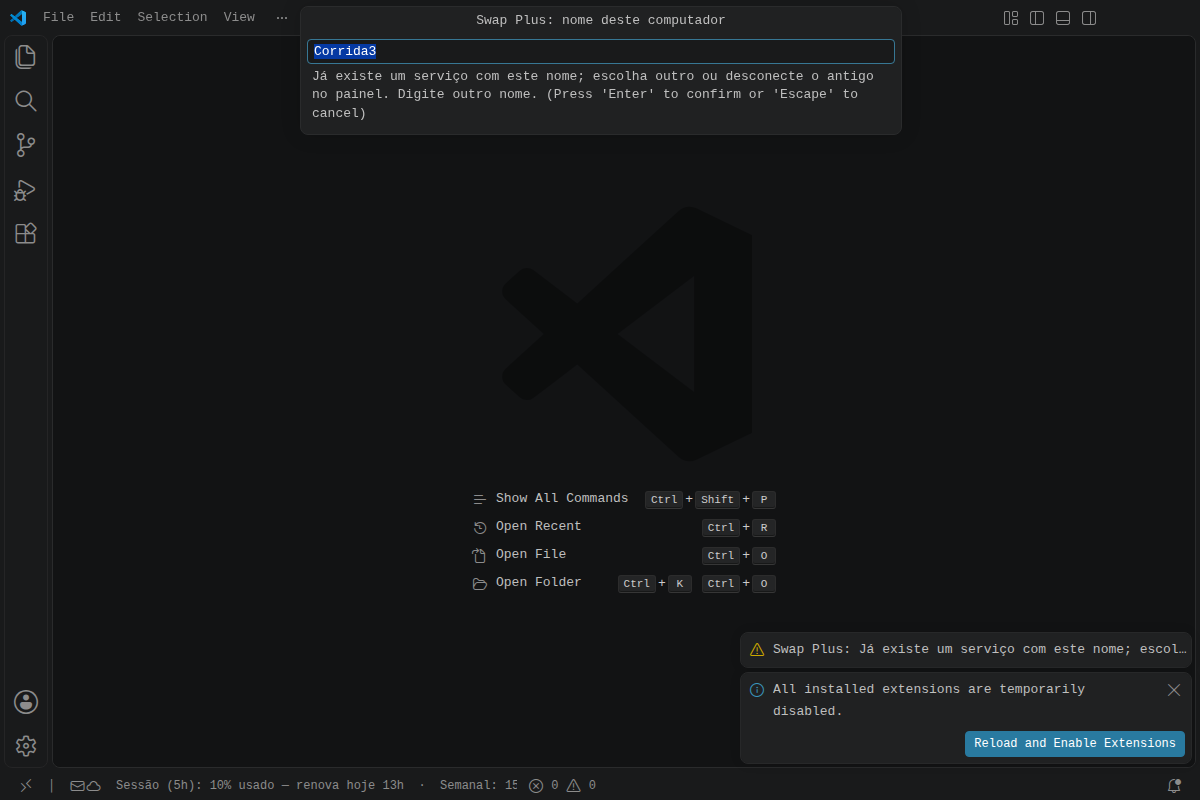 File Edit Selection View ···
Swap Plus: nome deste computador
Corrida3
Já existe um serviço com este nome; escolha outro ou desconecte o antigo
no painel. Digite outro nome. (Press 'Enter' to confirm or 'Escape' to
cancel)
Show All Commands Ctrl+Shift+P
Open Recent Ctrl+R
Open File Ctrl+O
Open Folder Ctrl+K Ctrl+O
Swap Plus: Já existe um serviço com este nome; escol…
All installed extensions are temporarily
disabled.
Reload and Enable Extensions
Sessão (5h): 10% usado — renova hoje 13h · Semanal: 15 0 0